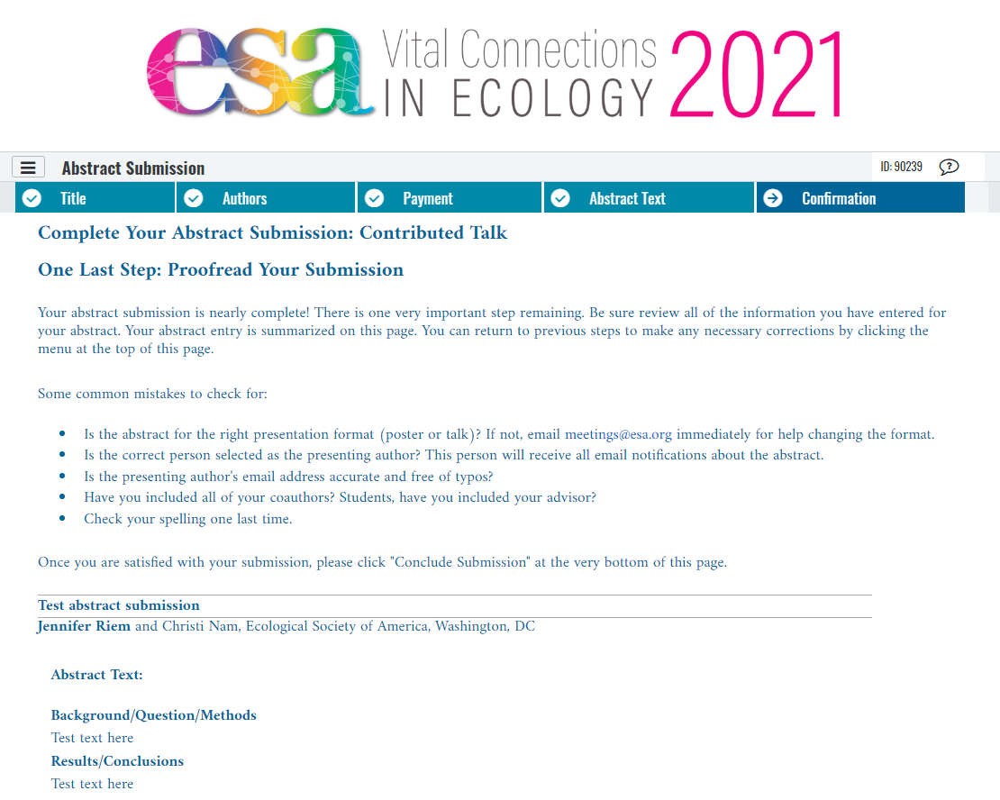 esa Vital Connections IN ECOLOGY 2021
Abstract Submission ID: 90239 ?
Title Authors Payment Abstract Text Confirmation
Complete Your Abstract Submission: Contributed Talk
One Last Step: Proofread Your Submission
Your abstract submission is nearly complete! There is one very important step remaining. Be sure review all of the information you have entered for
your abstract. Your abstract entry is summarized on this page. You can return to previous steps to make any necessary corrections by clicking the
menu at the top of this page.
Some common mistakes to check for:
• Is the abstract for the right presentation format (poster or talk)? If not, email meetings@esa.org immediately for help changing the format.
• Is the correct person selected as the presenting author? This person will receive all email notifications about the abstract.
• Is the presenting author's email address accurate and free of typos?
• Have you included all of your coauthors? Students, have you included your advisor?
• Check your spelling one last time.
Once you are satisfied with your submission, please click "Conclude Submission" at the very bottom of this page.
Test abstract submission
Jennifer Riem and Christi Nam, Ecological Society of America, Washington, DC
Abstract Text:
Background/Question/Methods
Test text here
Results/Conclusions
Test text here